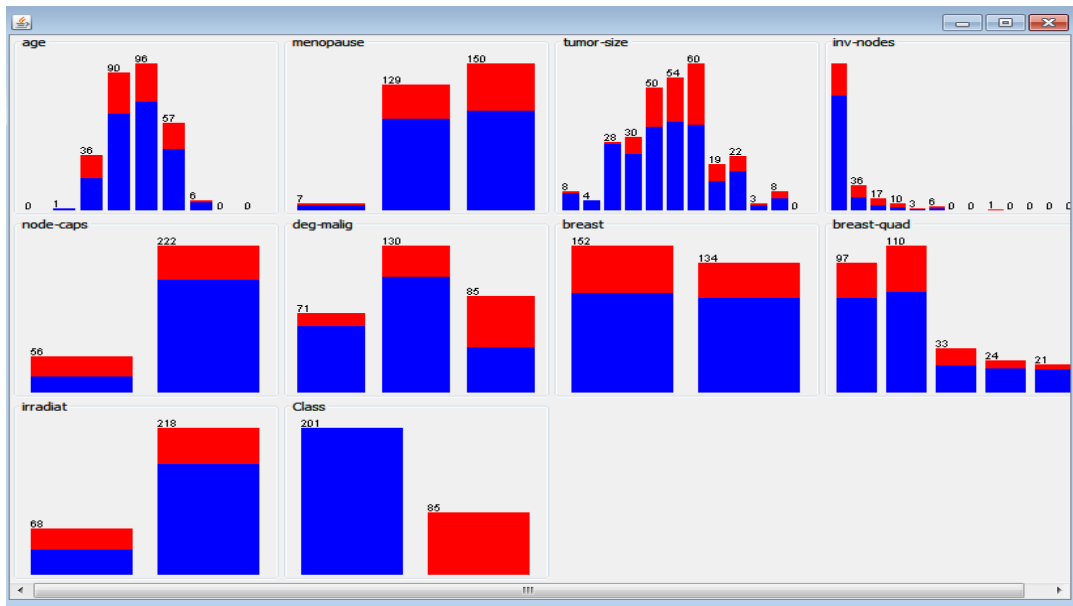 age
0 1 36 90 96 57 6 0 0
menopause
7 129 150
tumor-size
8 4 28 30 50 54 60 19 22 3 8 0
inv-nodes
36 17 10 3 6 0 0 1 0 0 0
node-caps
56 222
deg-malig
71 130 85
breast
152 134
breast-quad
97 110 33 24 21
irradiat
68 218
Class
201 85